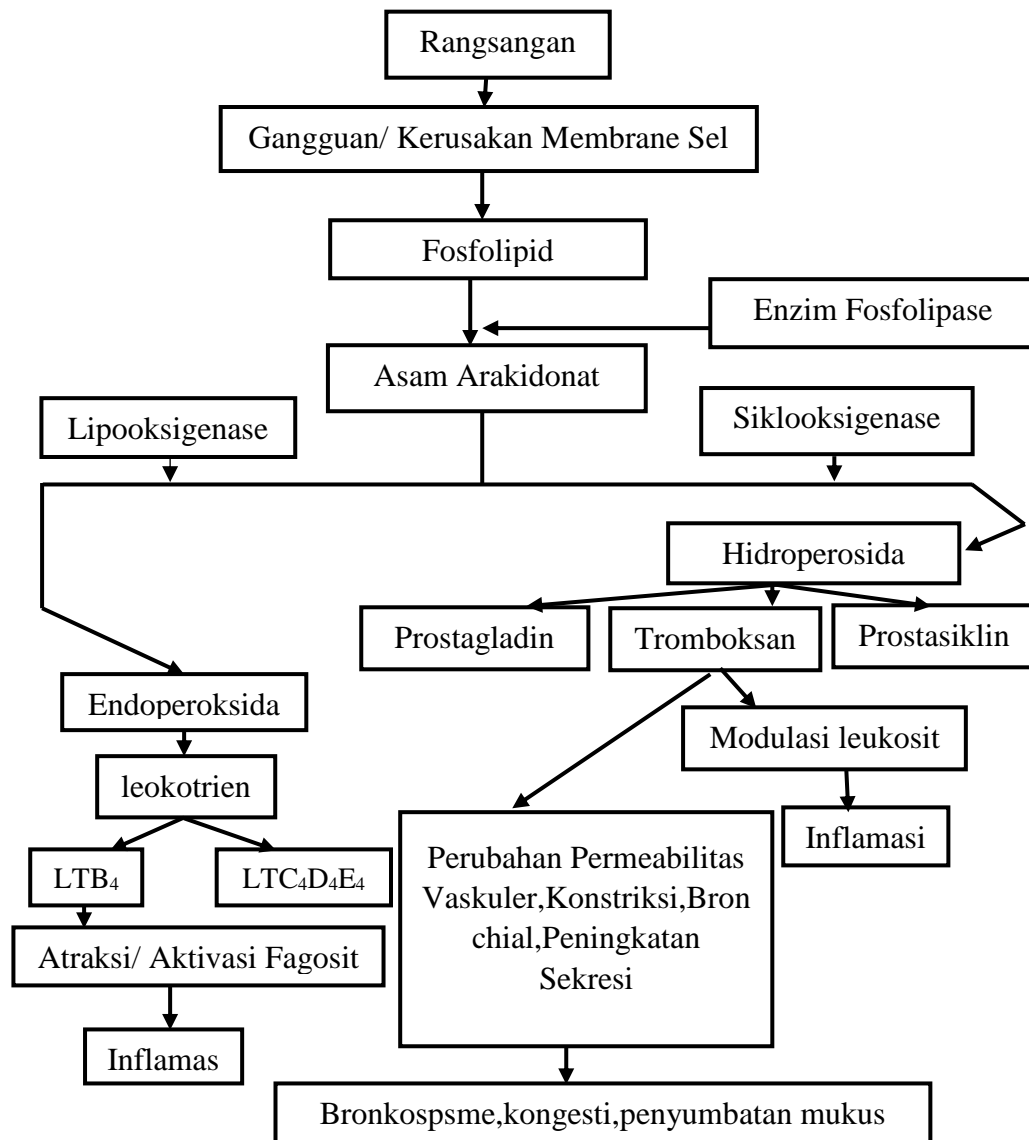 Rangsangan
Gangguan/ Kerusakan Membrane Sel
Fosfolipid
Enzim Fosfolipase
Asam Arakidonat
Lipooksigenase
Siklooksigenase
Hidroperosida
Prostagladin
Tromboksan
Prostasiklin
Endoperoksida
Modulasi leukosit
leokotrien
Inflamasi
Perubahan Permeabilitas
Vaskuler,Konstriksi,Bron
chial,Peningkatan
Sekresi
LTB₄
LTC₄D₄E₄
Atraksi/ Aktivasi Fagosit
Inflamas
Bronkospsme,kongesti,penyumbatan mukus